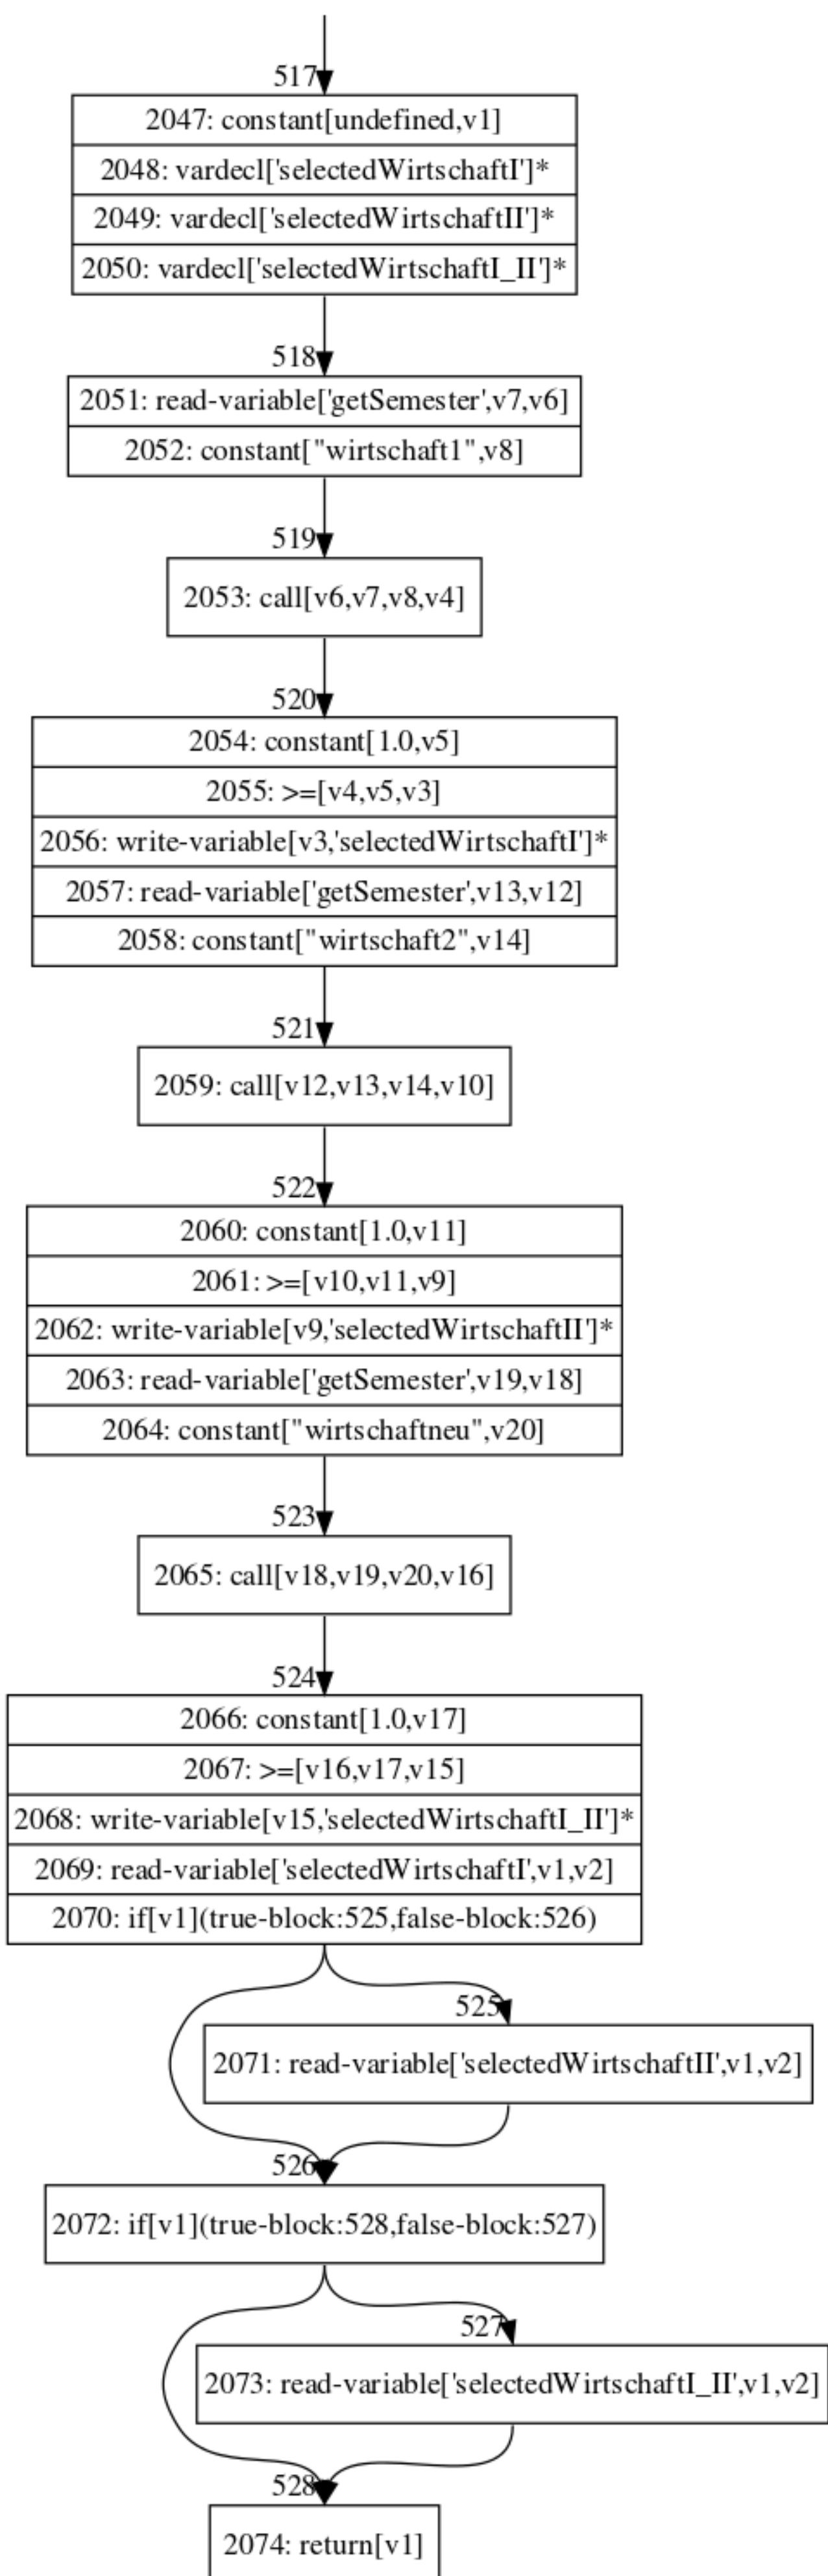 517
2047: constant[undefined,v1]
2048: vardecl['selectedWirtschaftI']*
2049: vardecl['selectedWirtschaftII']*
2050: vardecl['selectedWirtschaftI_II']*
518
2051: read-variable['getSemester',v7,v6]
2052: constant["wirtschaft1",v8]
519
2053: call[v6,v7,v8,v4]
520
2054: constant[1.0,v5]
2055: >=[v4,v5,v3]
2056: write-variable[v3,'selectedWirtschaftI']*
2057: read-variable['getSemester',v13,v12]
2058: constant["wirtschaft2",v14]
521
2059: call[v12,v13,v14,v10]
522
2060: constant[1.0,v11]
2061: >=[v10,v11,v9]
2062: write-variable[v9,'selectedWirtschaftII']*
2063: read-variable['getSemester',v19,v18]
2064: constant["wirtschaftneu",v20]
523
2065: call[v18,v19,v20,v16]
524
2066: constant[1.0,v17]
2067: >=[v16,v17,v15]
2068: write-variable[v15,'selectedWirtschaftI_II']*
2069: read-variable['selectedWirtschaftI',v1,v2]
2070: if[v1](true-block:525,false-block:526)
525
2071: read-variable['selectedWirtschaftII',v1,v2]
526
2072: if[v1](true-block:528,false-block:527)
527
2073: read-variable['selectedWirtschaftI_II',v1,v2]
528
2074: return[v1]